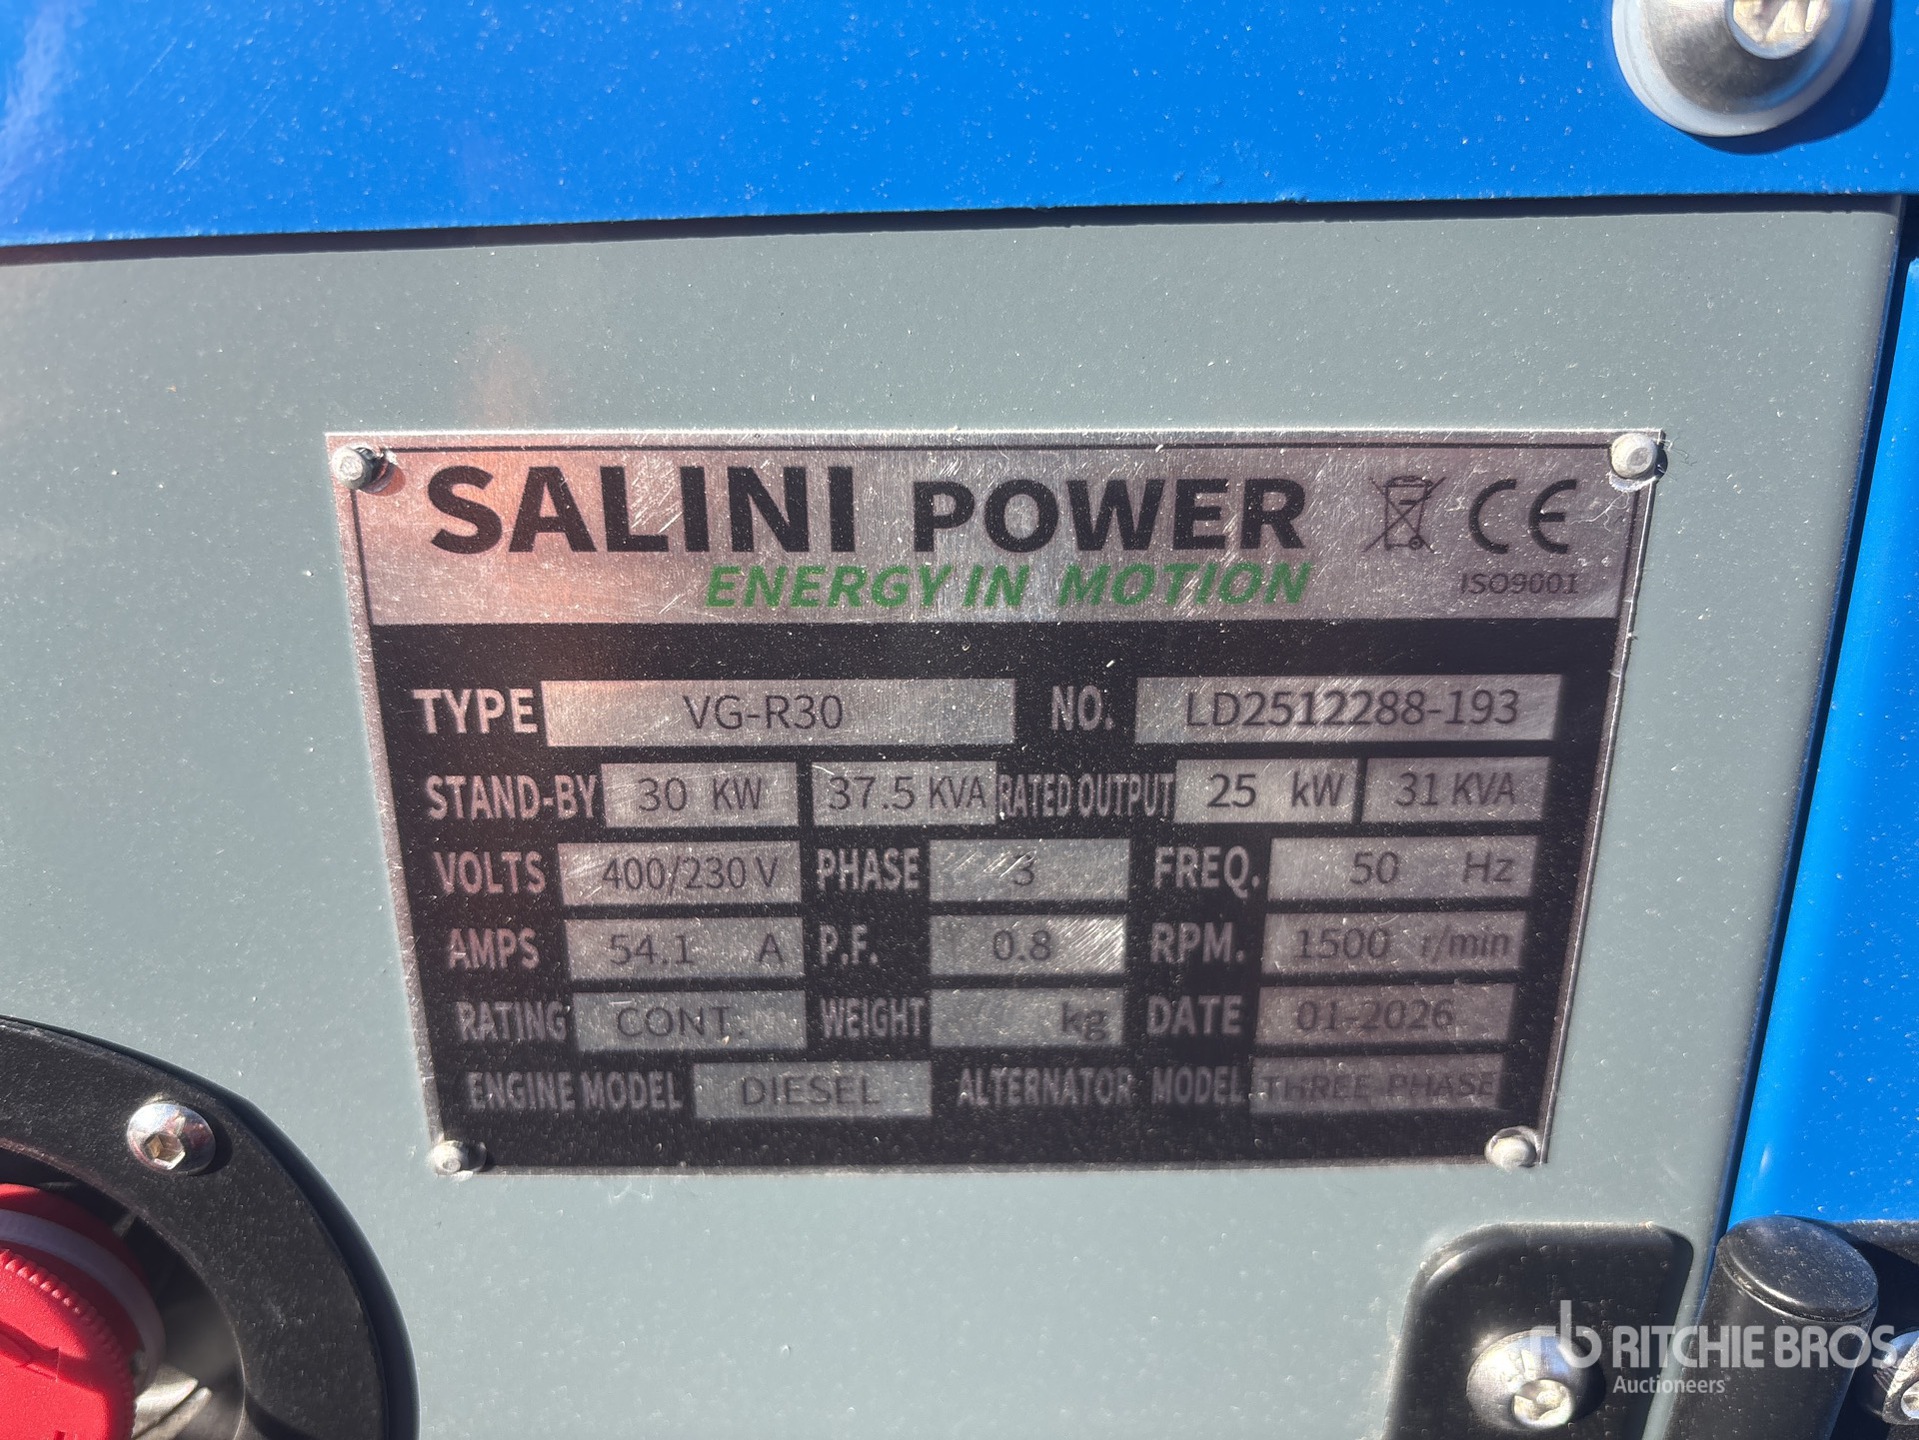 SALINI POWER
ENERGY IN MOTION
CE
ISO9001
TYPE VG-R30 NO. LD2512288-193
STAND-BY 30 KW 37.5 KVA RATED OUTPUT 25 kW 31 KVA
VOLTS 400/230 V PHASE 3 FREQ. 50 Hz
AMPS 54.1 A P.F. 0.8 RPM. 1500 r/min
RATING CONT. WEIGHT kg DATE 01-2026
ENGINE MODEL DIESEL ALTERNATOR MODEL THREE-PHASE
rb RITCHIE BROS
Auctioneers